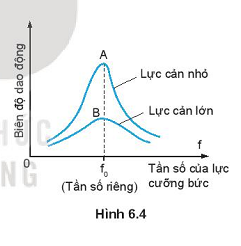 Biên độ dao động
A
Lực cản nhỏ
B
Lực cản lớn
f
0
f₀
(Tần số riêng)
Tần số của lực
cưỡng bức
Hình 6.4